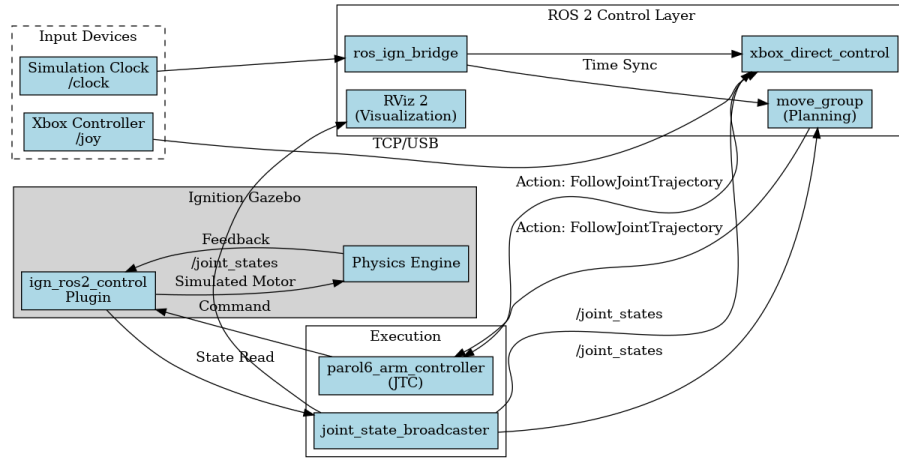 Input Devices
Simulation Clock
/clock
Xbox Controller
/joy
ROS 2 Control Layer
ros_ign_bridge
xbox_direct_control
Time Sync
RViz 2
(Visualization)
move_group
(Planning)
TCP/USB
Action: FollowJointTrajectory
Action: FollowJointTrajectory
Ignition Gazebo
Feedback
/joint_states
Simulated Motor
Physics Engine
ign_ros2_control
Plugin
Command
State Read
/joint_states
/joint_states
Execution
parol6_arm_controller
(JTC)
joint_state_broadcaster